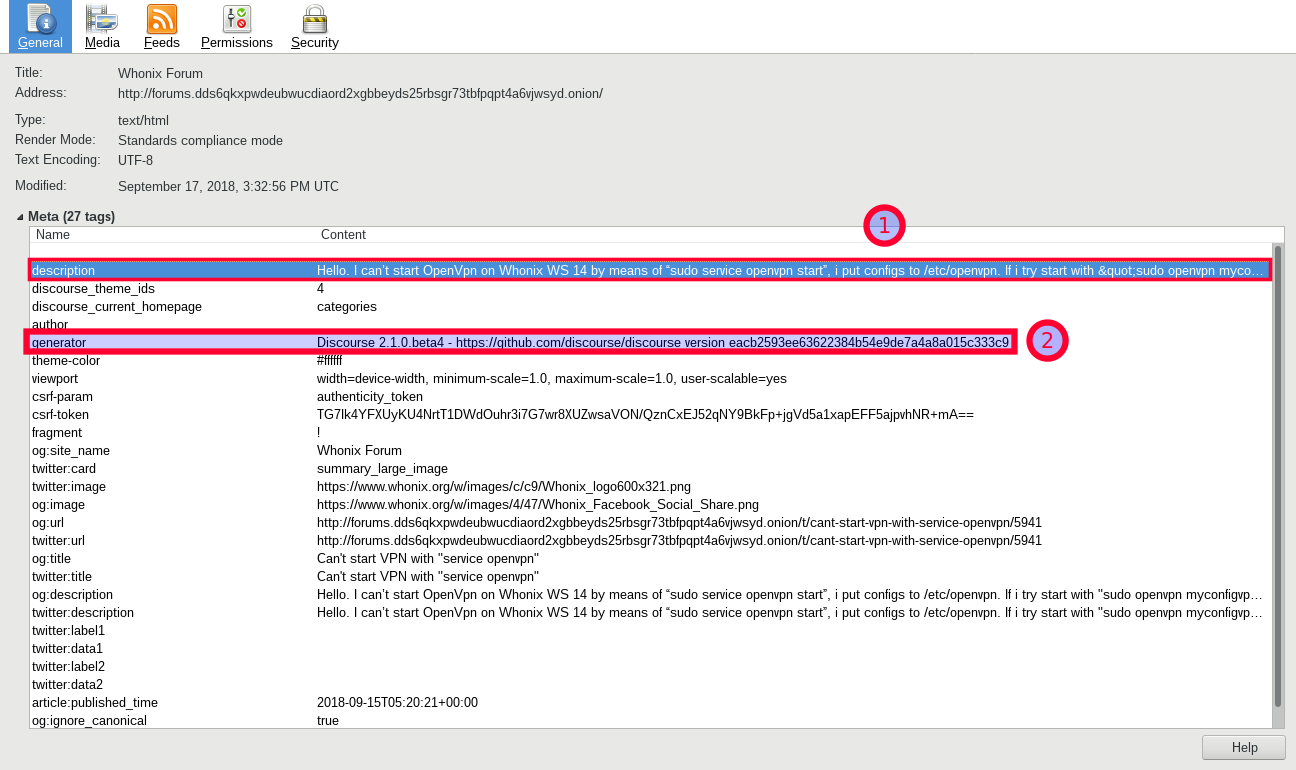 General Media Feeds Permissions Security
Title: Whonix Forum
Address: http://forums.dds6qkxpwdeubwucdiaord2xgbbeyds25rbsgr73tbfpqpt4a6vjwsyd.onion/
Type: text/html
Render Mode: Standards compliance mode
Text Encoding: UTF-8
Modified: September 17, 2018, 3:32:56 PM UTC
Meta (27 tags)
1
Name Content
description Hello. I can’t start OpenVpn on Whonix WS 14 by means of “sudo service openvpn start”, i put configs to /etc/openvpn. If i try start with &quot;sudo openvpn myco…
discourse_theme_ids 4
discourse_current_homepage categories
author
generator Discourse 2.1.0.beta4 - https://github.com/discourse/discourse version eacb2593ee63622384b54e9de7a4a8a015c333c9 2
theme-color #ffffff
viewport width=device-width, minimum-scale=1.0, maximum-scale=1.0, user-scalable=yes
csrf-param authenticity_token
csrf-token TG7lk4YFXUyKU4NrtT1DWdOuhr3i7G7wr8XUZwsaVON/QznCxEJ52qNY9BkFp+jgVd5a1xapEFF5ajpvhNR+mA==
fragment !
og:site_name Whonix Forum
twitter:card summary_large_image
twitter:image https://www.whonix.org/w/images/c/c9/Whonix_logo600x321.png
og:image https://www.whonix.org/w/images/4/47/Whonix_Facebook_Social_Share.png
og:url http://forums.dds6qkxpwdeubwucdiaord2xgbbeyds25rbsgr73tbfpqpt4a6vjwsyd.onion/t/cant-start-vpn-with-service-openvpn/5941
twitter:url http://forums.dds6qkxpwdeubwucdiaord2xgbbeyds25rbsgr73tbfpqpt4a6vjwsyd.onion/t/cant-start-vpn-with-service-openvpn/5941
og:title Can't start VPN with "service openvpn"
twitter:title Can't start VPN with "service openvpn"
og:description Hello. I can’t start OpenVpn on Whonix WS 14 by means of “sudo service openvpn start”, i put configs to /etc/openvpn. If i try start with "sudo openvpn myconfigvp…
twitter:description Hello. I can’t start OpenVpn on Whonix WS 14 by means of “sudo service openvpn start”, i put configs to /etc/openvpn. If i try start with "sudo openvpn myconfigvp…
twitter:label1
twitter:data1
twitter:label2
twitter:data2
article:published_time 2018-09-15T05:20:21+00:00
og:ignore_canonical true
Help